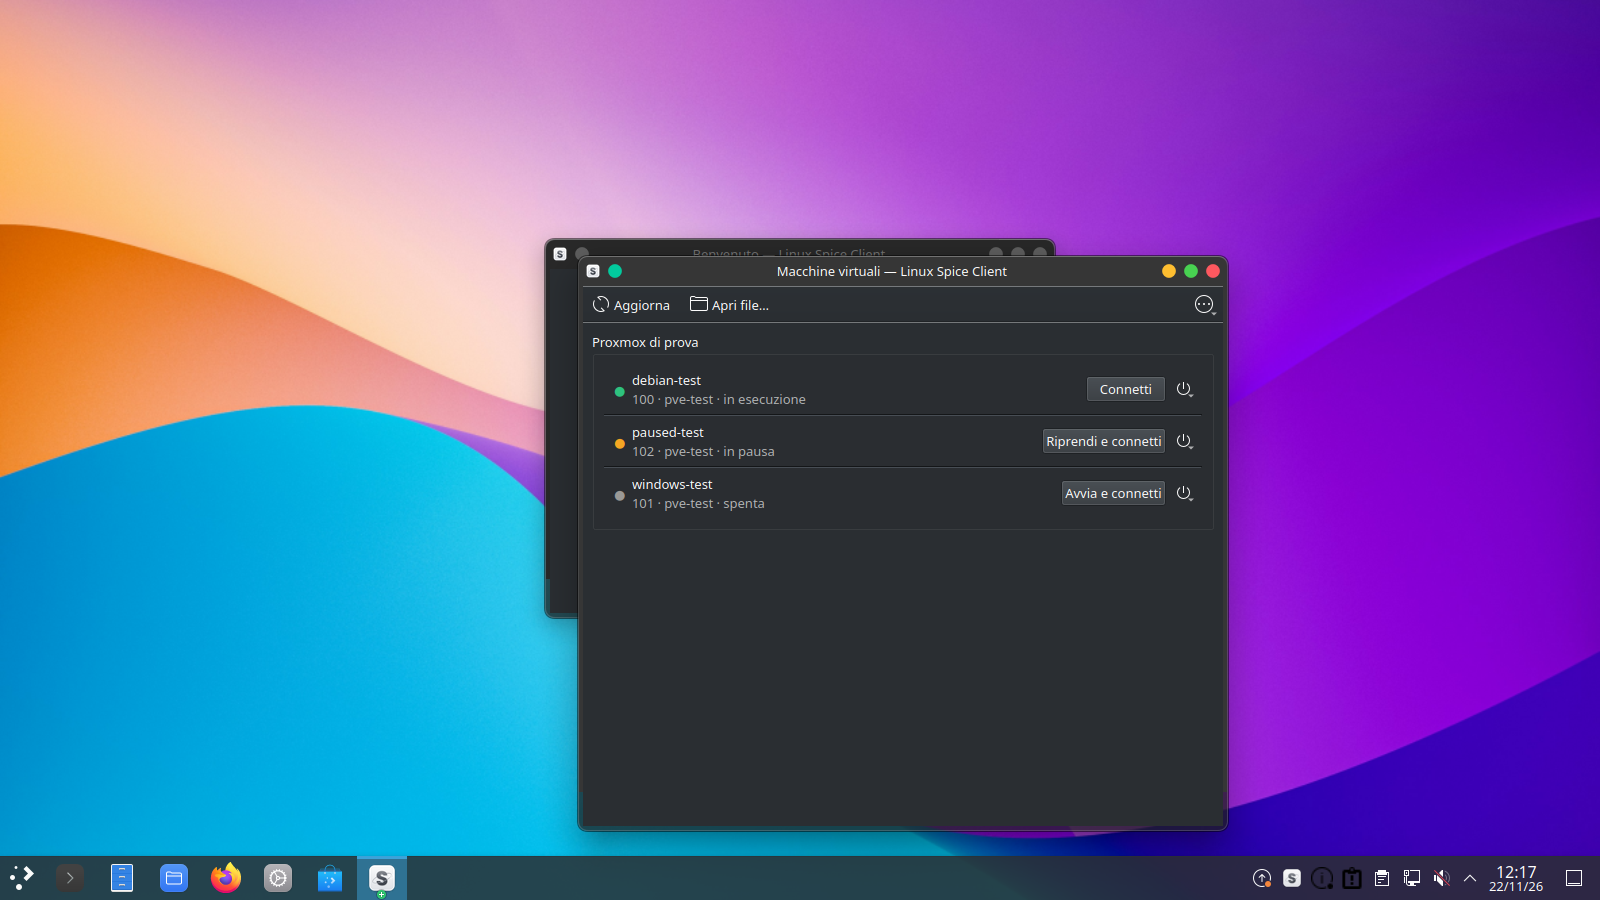 Benvenuto — Linux Spice Client
Macchine virtuali — Linux Spice Client
Aggiorna
Apri file...
Proxmox di prova
debian-test
100 · pve-test · in esecuzione
Connetti
paused-test
102 · pve-test · in pausa
Riprendi e connetti
windows-test
101 · pve-test · spenta
Avvia e connetti
12:17
22/11/26